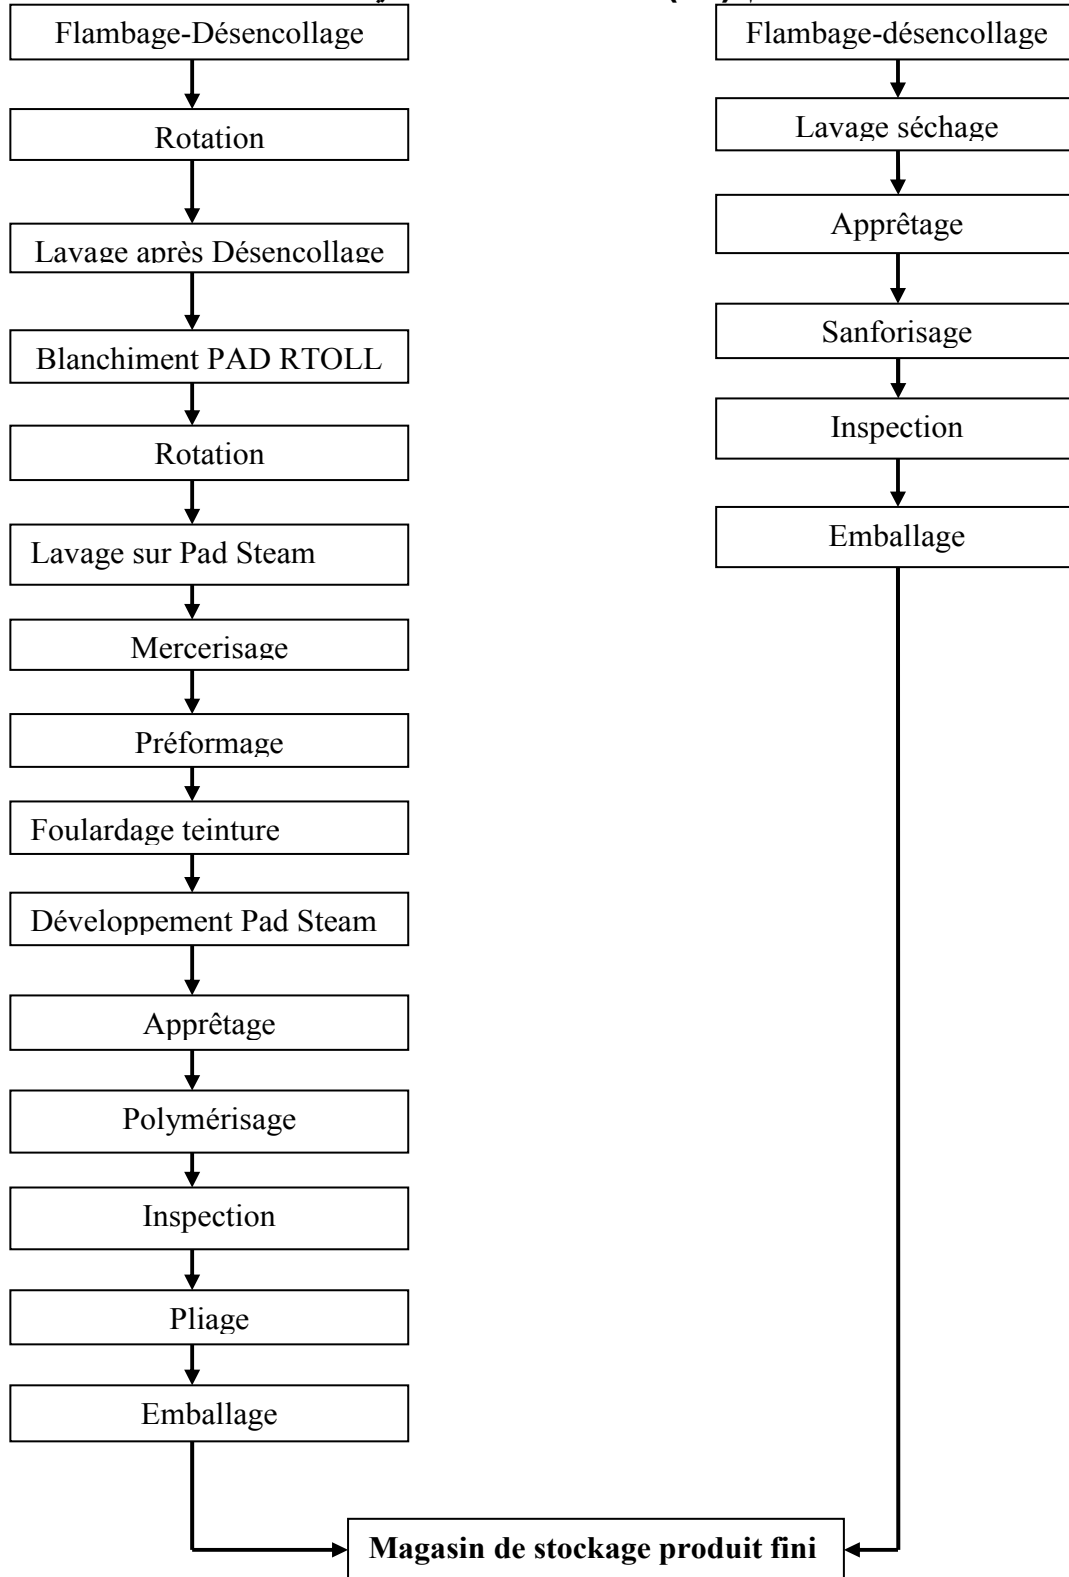 Flambage-Désencollage
Rotation
Lavage après Désencollage
Blanchiment PAD RTOLL
Rotation
Lavage sur Pad Steam
Mercerisage
Préformage
Foulardage teinture
Développement Pad Steam
Apprêtage
Polymérisage
Inspection
Pliage
Emballage
Flambage-désencollage
Lavage séchage
Apprêtage
Sanforisage
Inspection
Emballage
Magasin de stockage produit fini